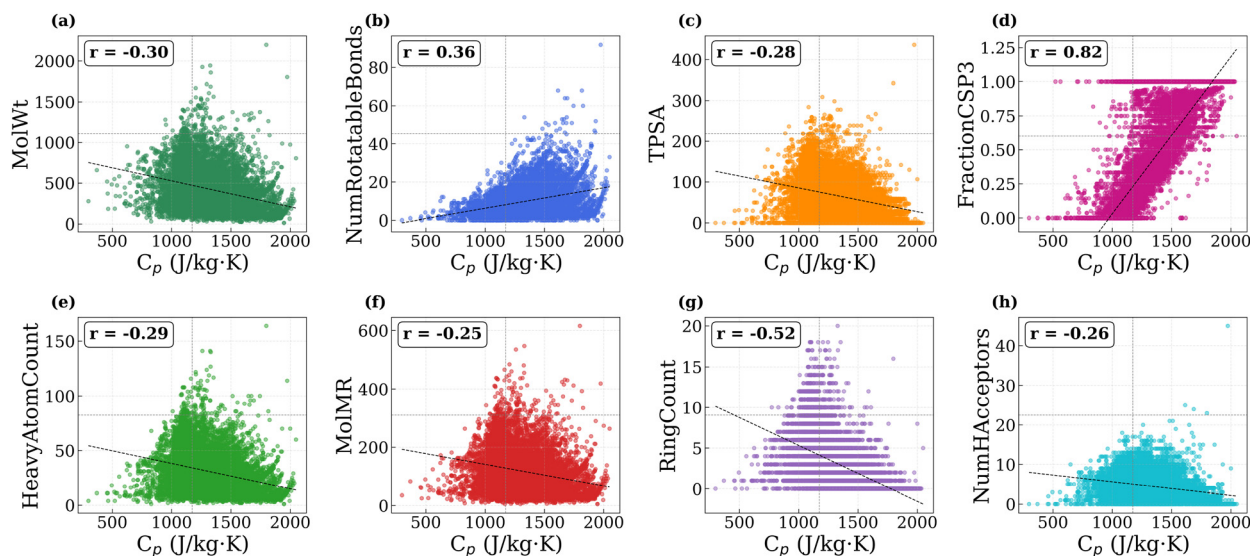 (a)
r = -0.30
2000
1500
1000
500
0
MolWt
500 1000 1500 2000
Cₚ (J/kg·K)
(b)
r = 0.36
80
60
40
20
0
NumRotatableBonds
500 1000 1500 2000
Cₚ (J/kg·K)
(c)
r = -0.28
400
300
200
100
0
TPSA
500 1000 1500 2000
Cₚ (J/kg·K)
(d)
r = 0.82
1.25
1.00
0.75
0.50
0.25
0.00
FractionCSP3
500 1000 1500 2000
Cₚ (J/kg·K)
(e)
r = -0.29
150
100
50
0
HeavyAtomCount
500 1000 1500 2000
Cₚ (J/kg·K)
(f)
r = -0.25
600
400
200
0
MolMR
500 1000 1500 2000
Cₚ (J/kg·K)
(g)
r = -0.52
20
15
10
5
0
RingCount
500 1000 1500 2000
Cₚ (J/kg·K)
(h)
r = -0.26
40
30
20
10
0
NumHAcceptors
500 1000 1500 2000
Cₚ (J/kg·K)